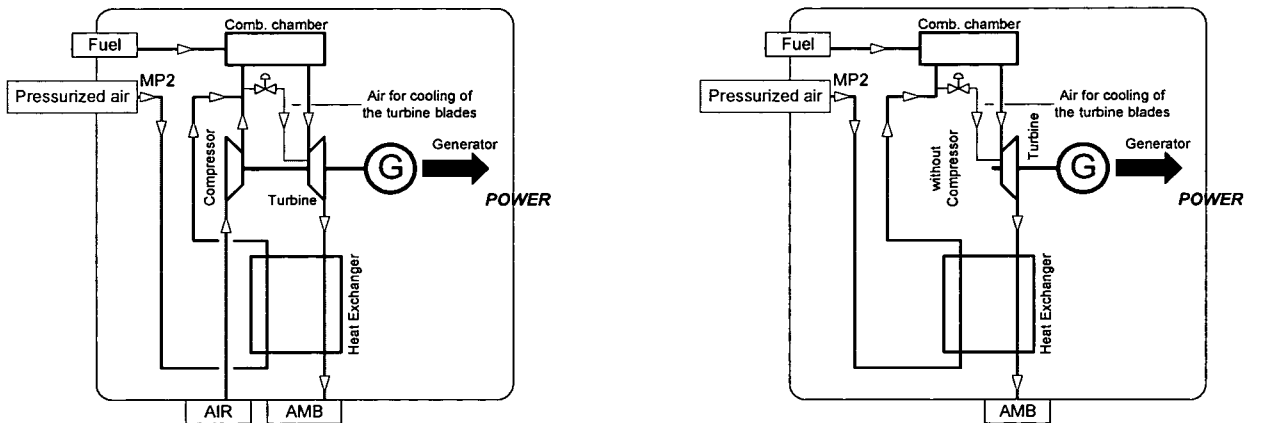 Comb. chamber
Fuel
MP2
Pressurized air
Air for cooling of
the turbine blades
Compressor
Generator
G
Turbine
POWER
Heat Exchanger
AIR
AMB
Comb. chamber
Fuel
MP2
Pressurized air
Air for cooling of
the turbine blades
without
Compressor
Turbine
Generator
G
POWER
Heat Exchanger
AMB